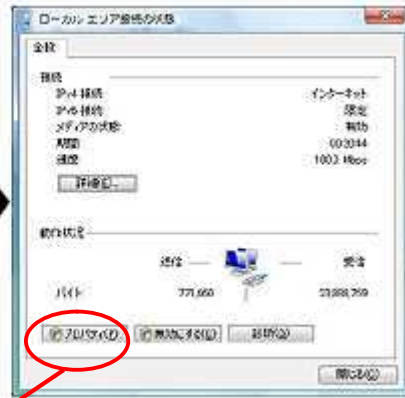 ローカル エリア接続の状態
全般
接続
IPv4 接続 インターネット
IPv6 接続 限定
メディアの状態 有効
期間
速度 100.0 Mbps
詳細(E)...
動作状況
送信 — — 受信
バイト
プロパティ(P) 無効にする(D) 診断(G)
閉じる(C)